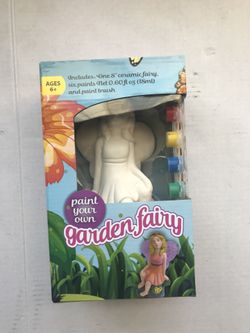 AGES
6+
Includes: One 8" ceramic fairy,
six paints Net 0.60 fl oz (18ml)
and paint brush
paint
your
own
garden fairy